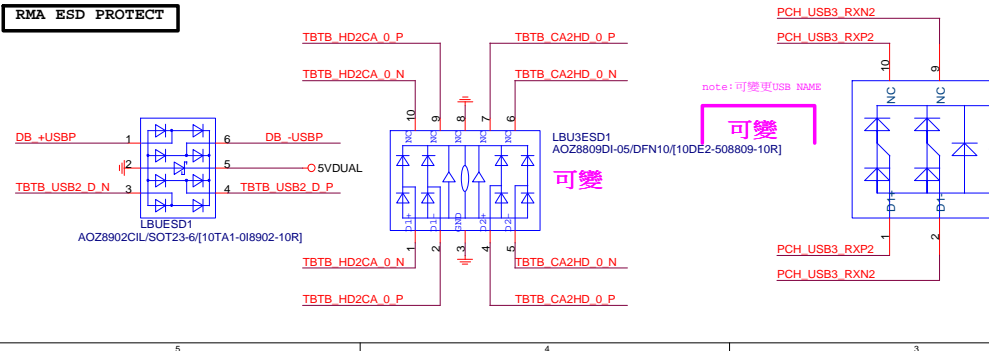 RMA ESD PROTECT
DB_+USBP
1
6
DB_-USBP
2
5
5VDUAL
TBTB_USB2_D_N
3
4
TBTB_USB2_D_P
LBUESD1
AOZ8902CIL/SOT23-6/[10TA1-0I8902-10R]
TBTB_HD2CA_0_P
TBTB_CA2HD_0_P
TBTB_HD2CA_0_N
TBTB_CA2HD_0_N
10
9
8
7
6
NC
NC
NC
NC
D1+
D1-
GND
D2+
D2-
1
2
3
4
5
TBTB_HD2CA_0_N
TBTB_CA2HD_0_N
TBTB_HD2CA_0_P
TBTB_CA2HD_0_P
LBU3ESD1
AOZ8809DI-05/DFN10/[10DE2-508809-10R]
可變
note:可變更USB NAME
可變
PCH_USB3_RXN2
PCH_USB3_RXP2
10
9
NC
NC
D1+
D1-
1
2
PCH_USB3_RXP2
PCH_USB3_RXN2
5
4
3